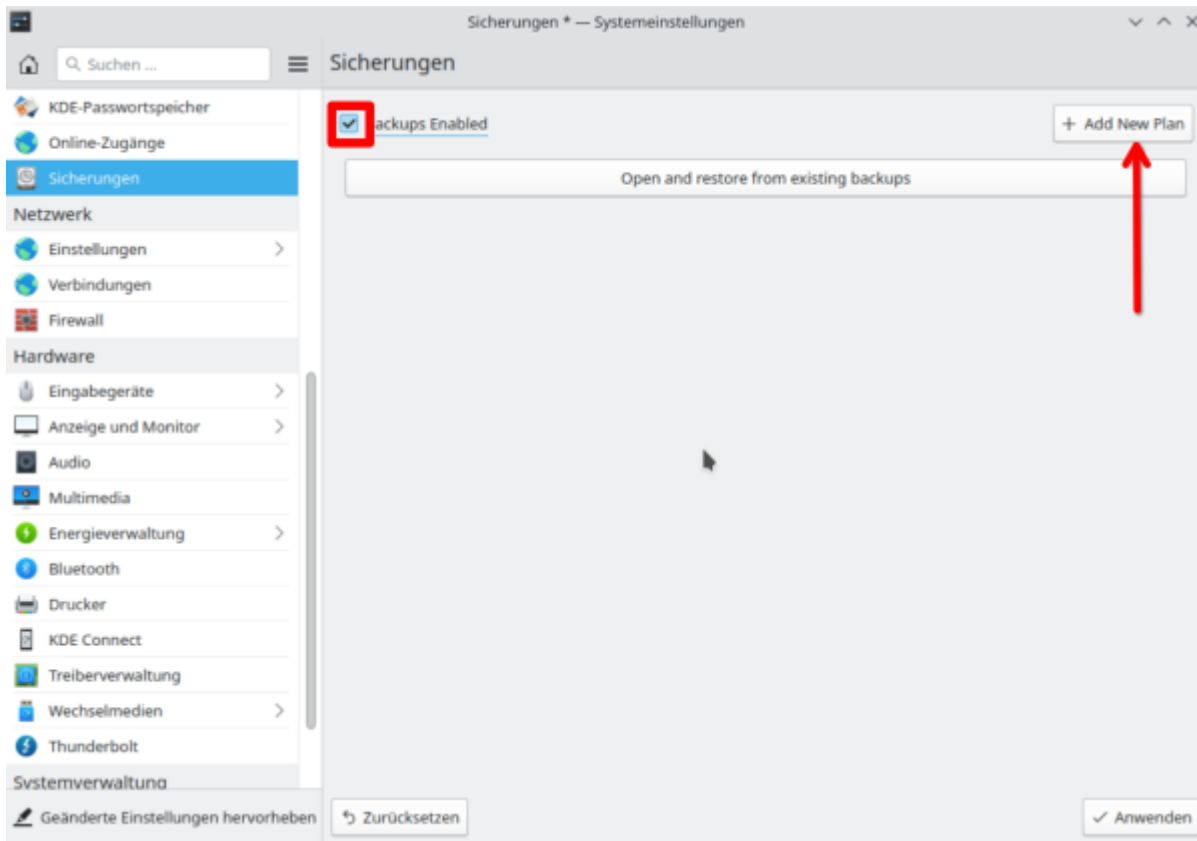 Sicherungen * — Systemeinstellungen
Suchen ...
Sicherungen
KDE-Passwortspeicher
Online-Zugänge
Sicherungen
Netzwerk
Einstellungen
Verbindungen
Firewall
Hardware
Eingabegeräte
Anzeige und Monitor
Audio
Multimedia
Energieverwaltung
Bluetooth
Drucker
KDE Connect
Treiberverwaltung
Wechselmedien
Thunderbolt
Systemverwaltung
Geänderte Einstellungen hervorheben
ackups Enabled
+ Add New Plan
Open and restore from existing backups
Zurücksetzen
Anwenden